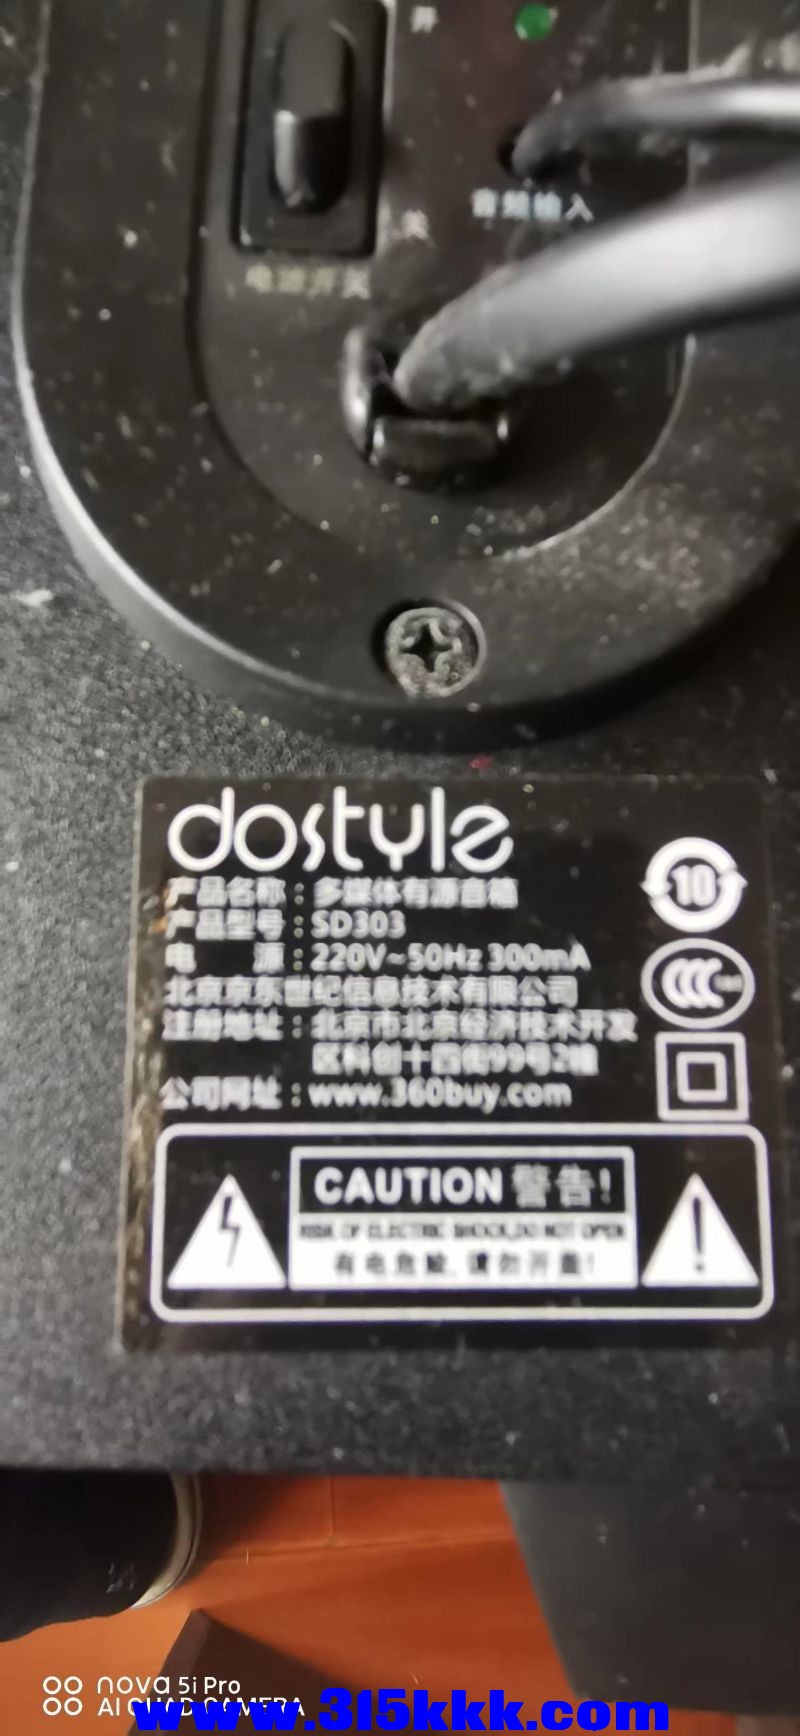 开
音频输入
关
电源开关
dostyle
产品名称：多媒体有源音箱
产品型号：SD303
电 源：220V~50Hz 300mA
北京京东世纪信息技术有限公司
注册地址：北京市北京经济技术开发
区科创十四街99号2幢
公司网址：www.360buy.com
10
CCC
CAUTION 警告!
RISK OF ELECTRIC SHOCK,DO NOT OPEN
有电危险,请勿开盖!
nova 5i Pro
AI QUAD CAMERA
www.315kkk.com